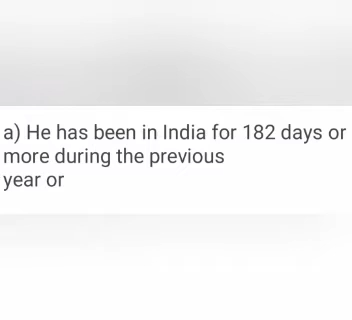 a) He has been in India for 182 days or
more during the previous
year or